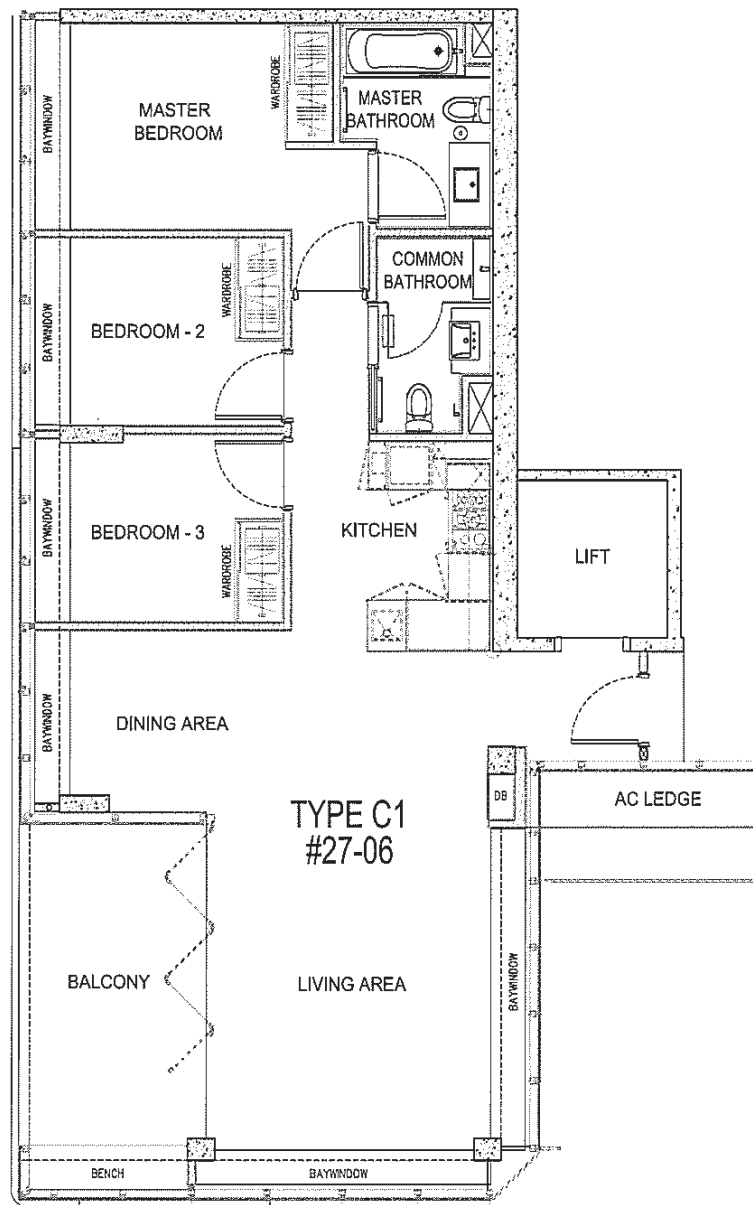 BAYWINDOW
MASTER
BEDROOM
WARDROBE
MASTER
BATHROOM
BAYWINDOW
BEDROOM - 2
WARDROBE
COMMON
BATHROOM
BAYWINDOW
BEDROOM - 3
WARDROBE
KITCHEN
LIFT
BAYWINDOW
DINING AREA
TYPE C1
#27-06
DB
AC LEDGE
BALCONY
LIVING AREA
BAYWINDOW
BENCH
BAYWINDOW